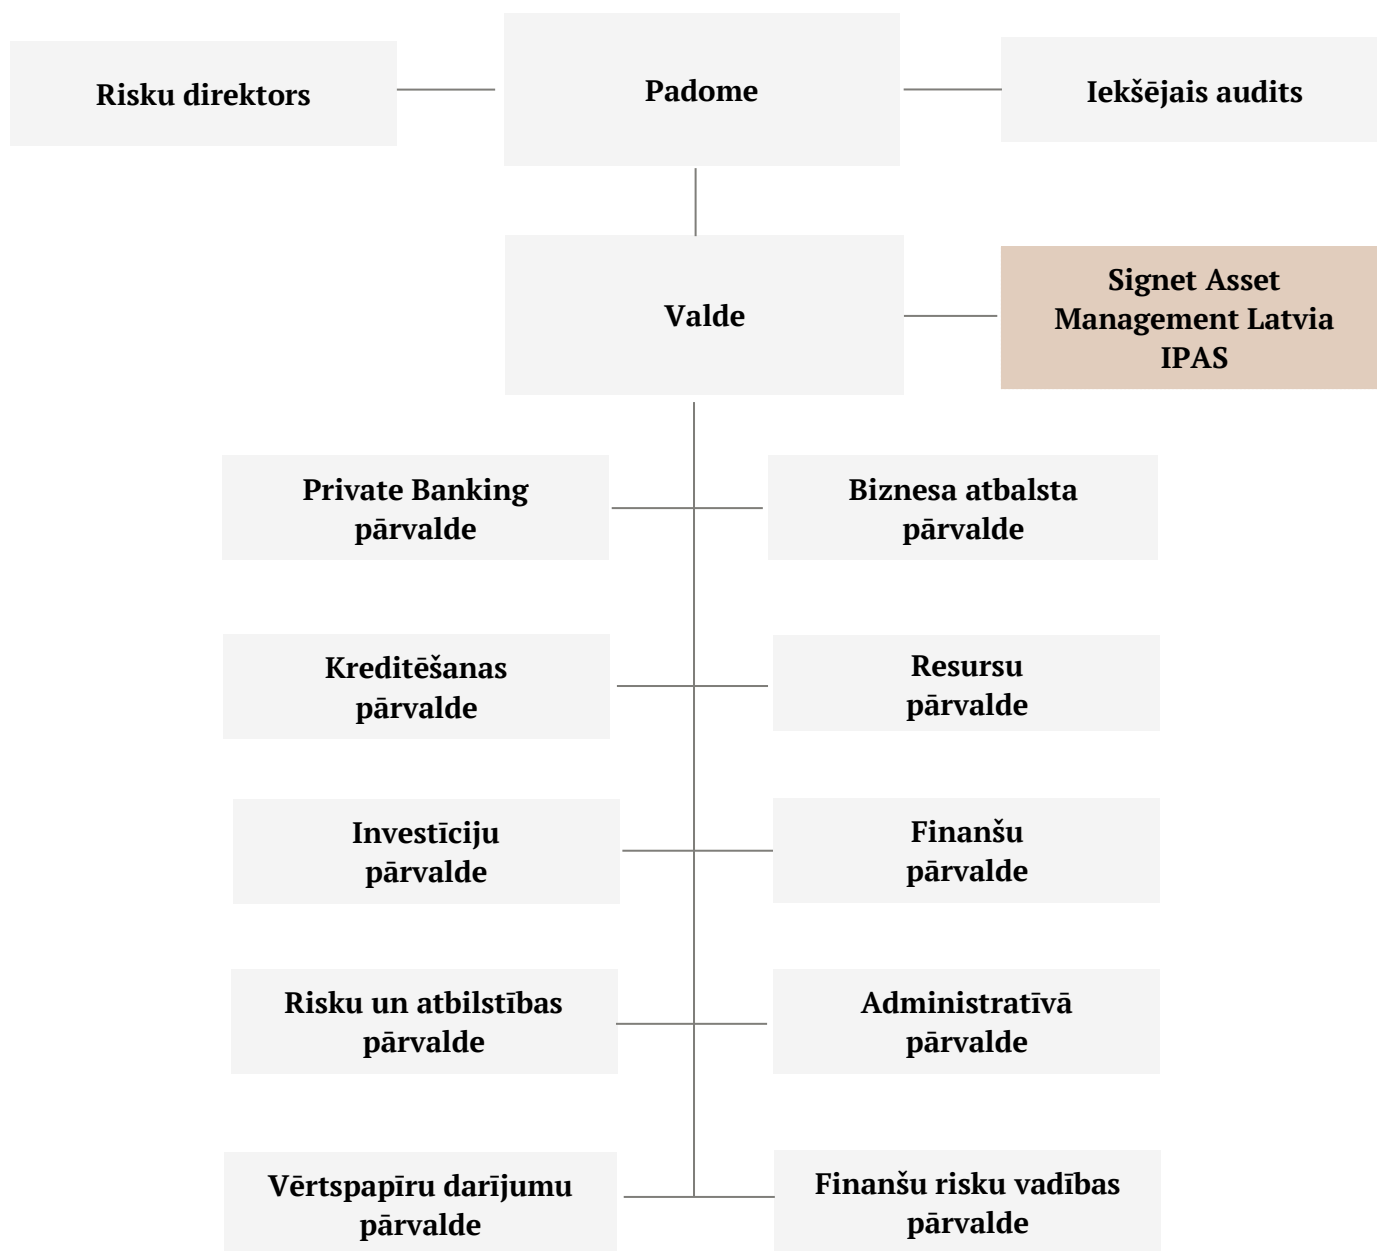 Risku direktors
Padome
Iekšējais audits
Valde
Signet Asset
Management Latvia
IPAS
Private Banking
pārvalde
Biznesa atbalsta
pārvalde
Kreditēšanas
pārvalde
Resursu
pārvalde
Investīciju
pārvalde
Finanšu
pārvalde
Risku un atbilstības
pārvalde
Administratīvā
pārvalde
Vērtspapīru darījumu
pārvalde
Finanšu risku vadības
pārvalde